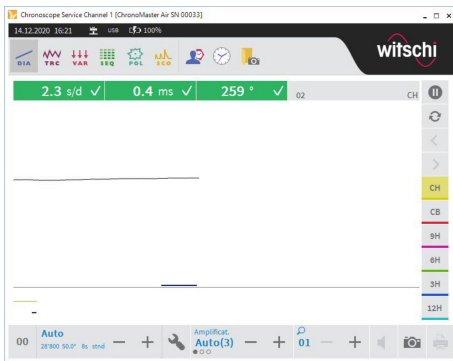 Chronoscope Service Channel 1 [ChronoMaster Air SN 00033]
14.12.2020 16:21 USB 100%
witschi
DIA TRC VAR SEQ POL ECO
2.3 s/d ✓ 0.4 ms ✓ 259 ° ✓ 02 CH
CH
CB
9H
6H
3H
12H
00 Auto
28'800 50.0° 8s stnd
— +
Amplificat.
Auto(3)
— +
01 — +